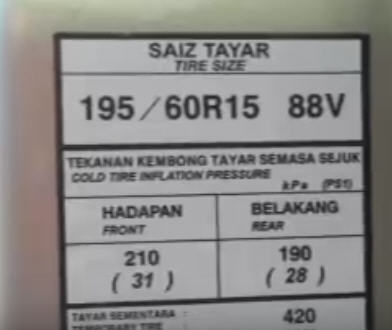 SAIZ TAYAR
TIRE SIZE
195/60R15 88V
TEKANAN KEMBONG TAYAR SEMASA SEJUK
COLD TIRE INFLATION PRESSURE kPa (PSI)
HADAPAN BELAKANG
FRONT REAR
210 190
( 31 ) ( 28 )
TAYAR SEMENTARA : 420
TEMPORARY TIRE